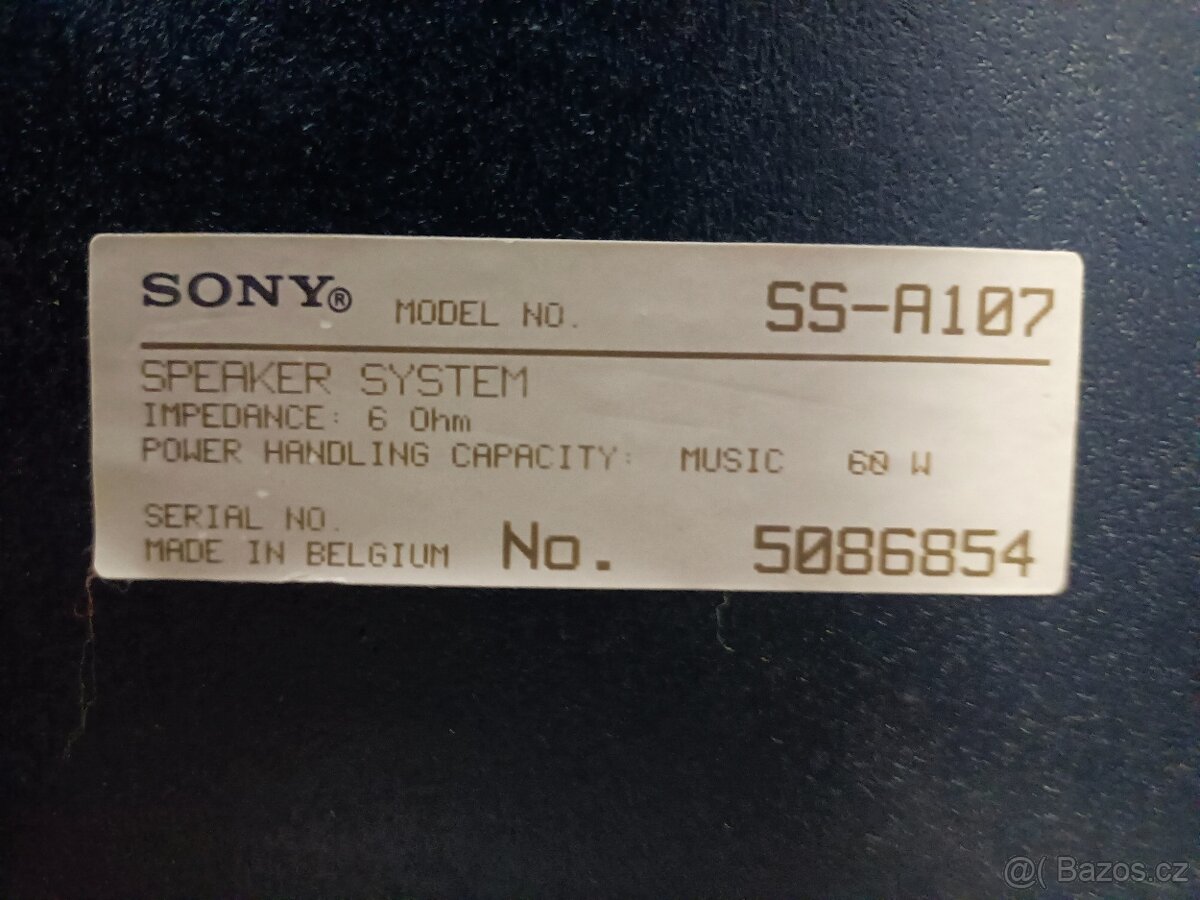 SONY® MODEL NO. SS-A107
SPEAKER SYSTEM
IMPEDANCE: 6 Ohm
POWER HANDLING CAPACITY: MUSIC 60 W
SERIAL NO.
MADE IN BELGIUM No. 5086854
@( Bazos.cz